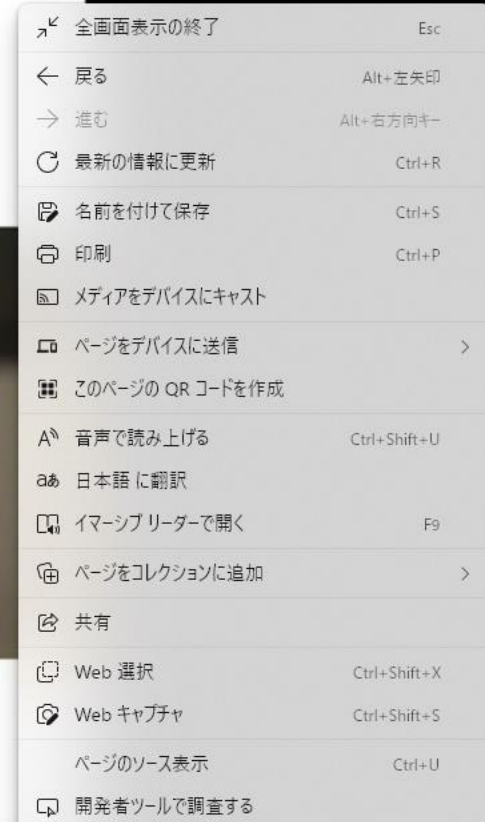 全画面表示の終了 Esc
戻る Alt+左矢印
進む Alt+右方向キー
最新の情報に更新 Ctrl+R
名前を付けて保存 Ctrl+S
印刷 Ctrl+P
メディアをデバイスにキャスト
ページをデバイスに送信
このページの QR コードを作成
音声で読み上げる Ctrl+Shift+U
日本語 に翻訳
イマーシブ リーダーで開く F9
ページをコレクションに追加
共有
Web 選択 Ctrl+Shift+X
Web キャプチャ Ctrl+Shift+S
ページのソース表示 Ctrl+U
開発者ツールで調査する